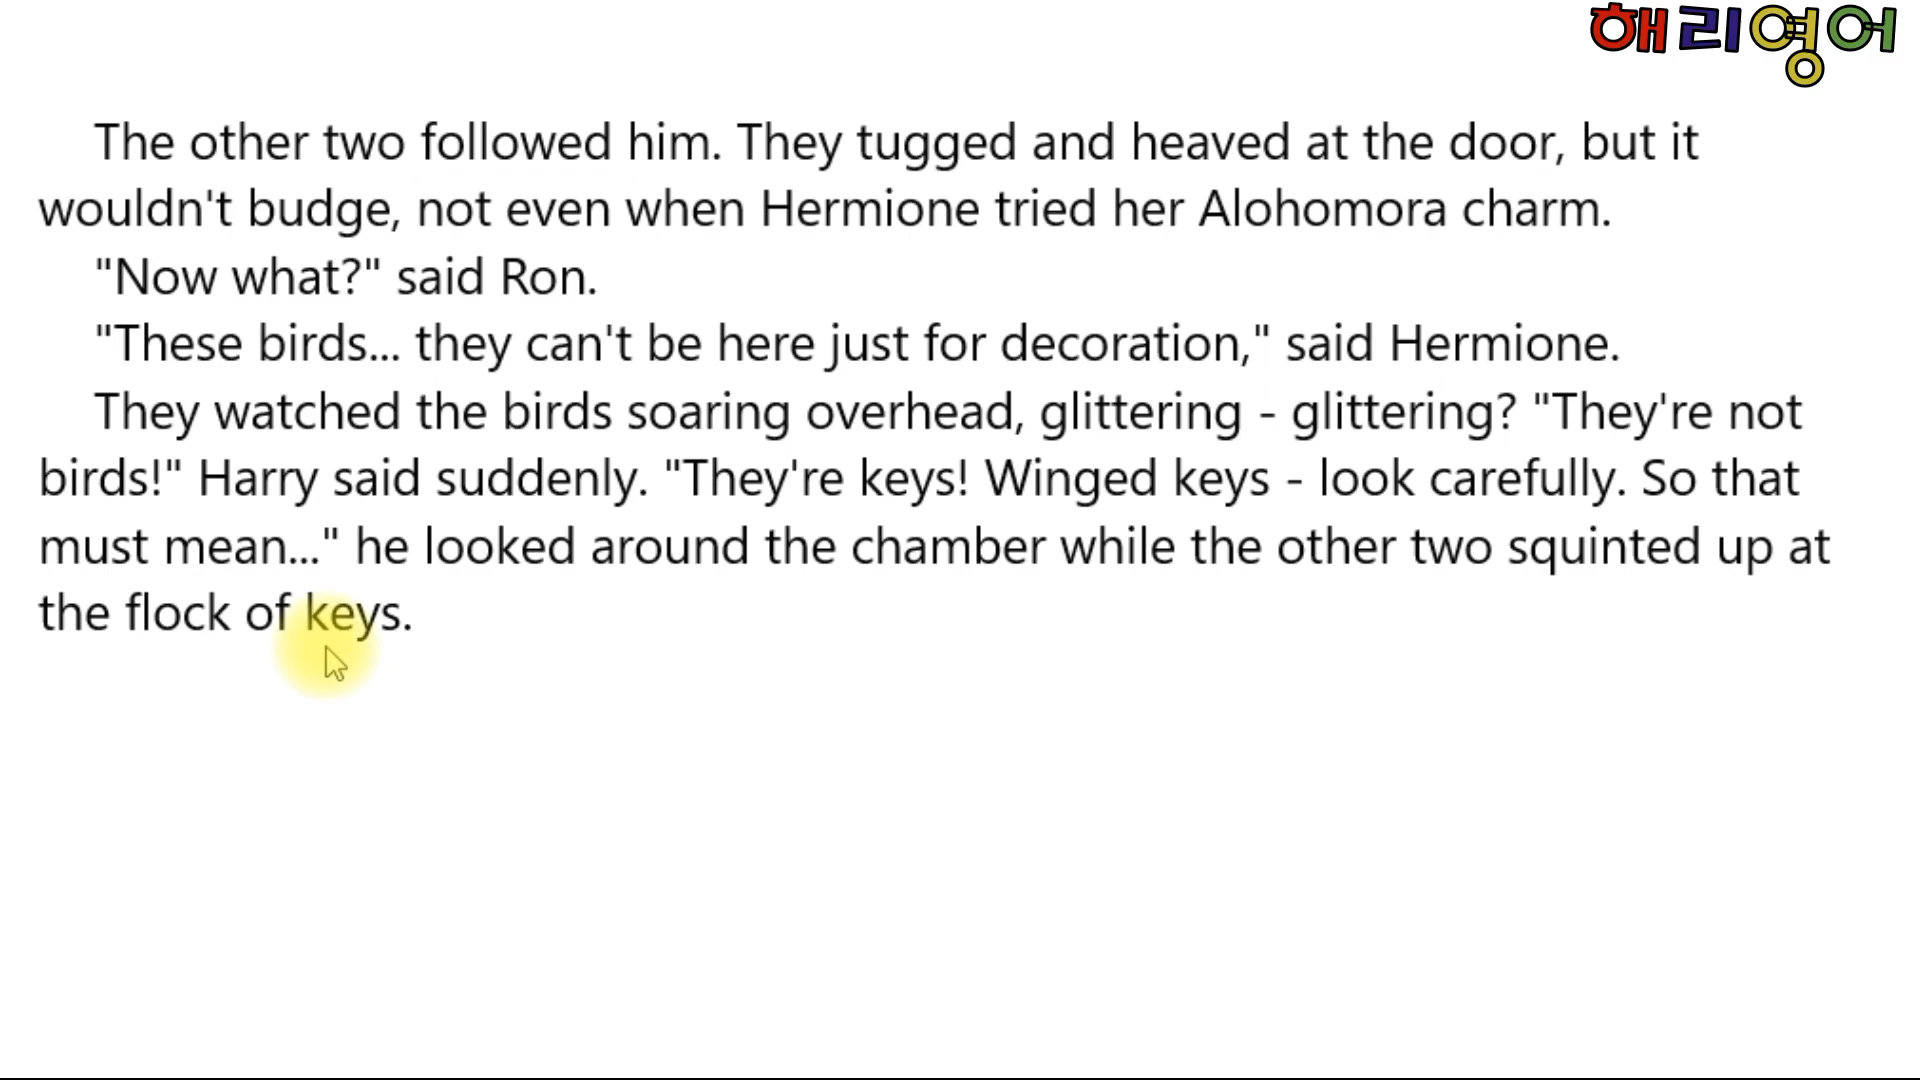 해리영어
The other two followed him. They tugged and heaved at the door, but it
wouldn't budge, not even when Hermione tried her Alohomora charm.
"Now what?" said Ron.
"These birds... they can't be here just for decoration," said Hermione.
They watched the birds soaring overhead, glittering - glittering? "They're not
birds!" Harry said suddenly. "They're keys! Winged keys - look carefully. So that
must mean..." he looked around the chamber while the other two squinted up at
the flock of keys.